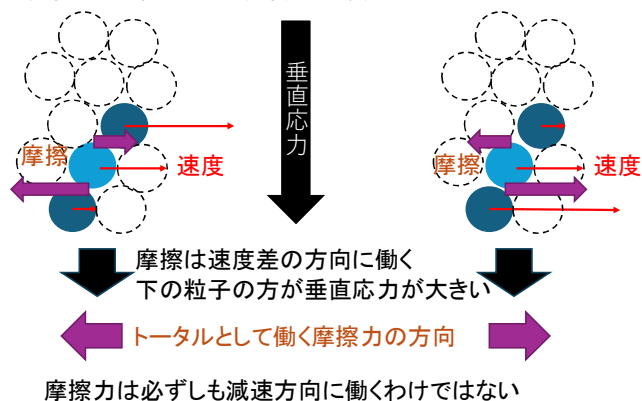 垂直応力
摩擦
速度
摩擦
速度
摩擦は速度差の方向に働く
下の粒子の方が垂直応力が大きい
トータルとして働く摩擦力の方向
摩擦力は必ずしも減速方向に働くわけではない